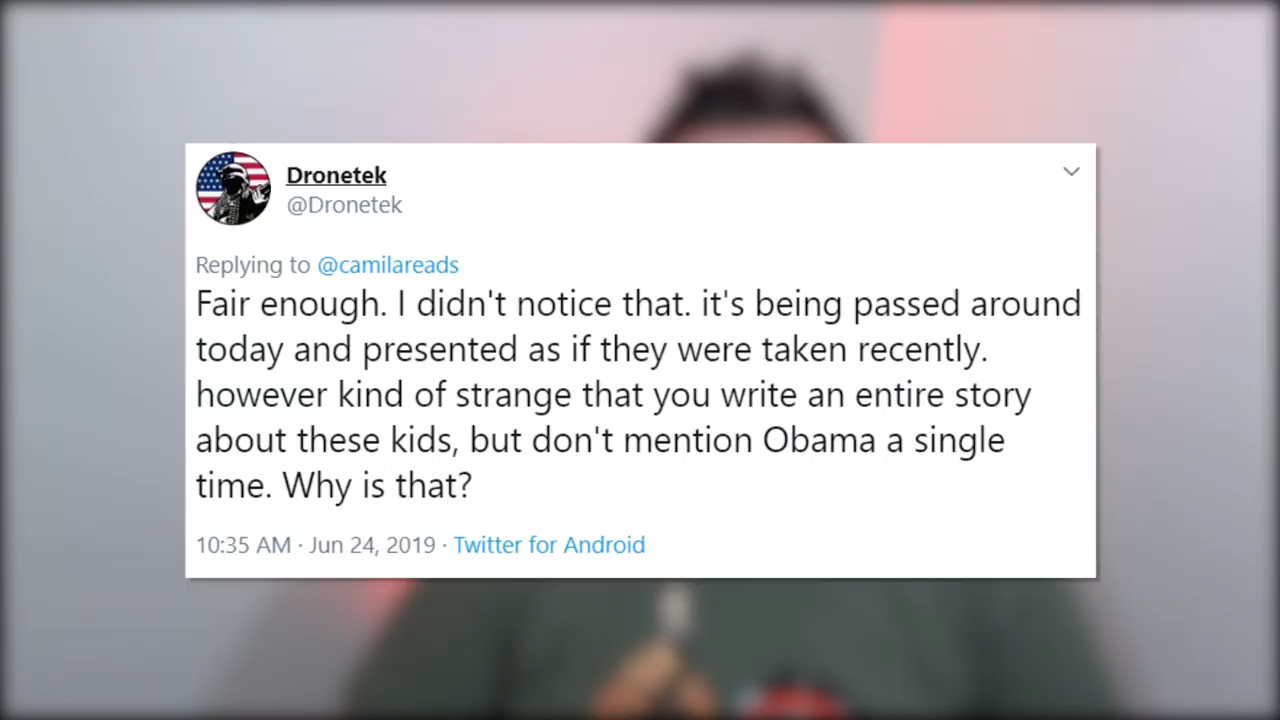 Dronetek
@Dronetek
Replying to @camilareads
Fair enough. I didn't notice that. it's being passed around
today and presented as if they were taken recently.
however kind of strange that you write an entire story
about these kids, but don't mention Obama a single
time. Why is that?
10:35 AM · Jun 24, 2019 · Twitter for Android